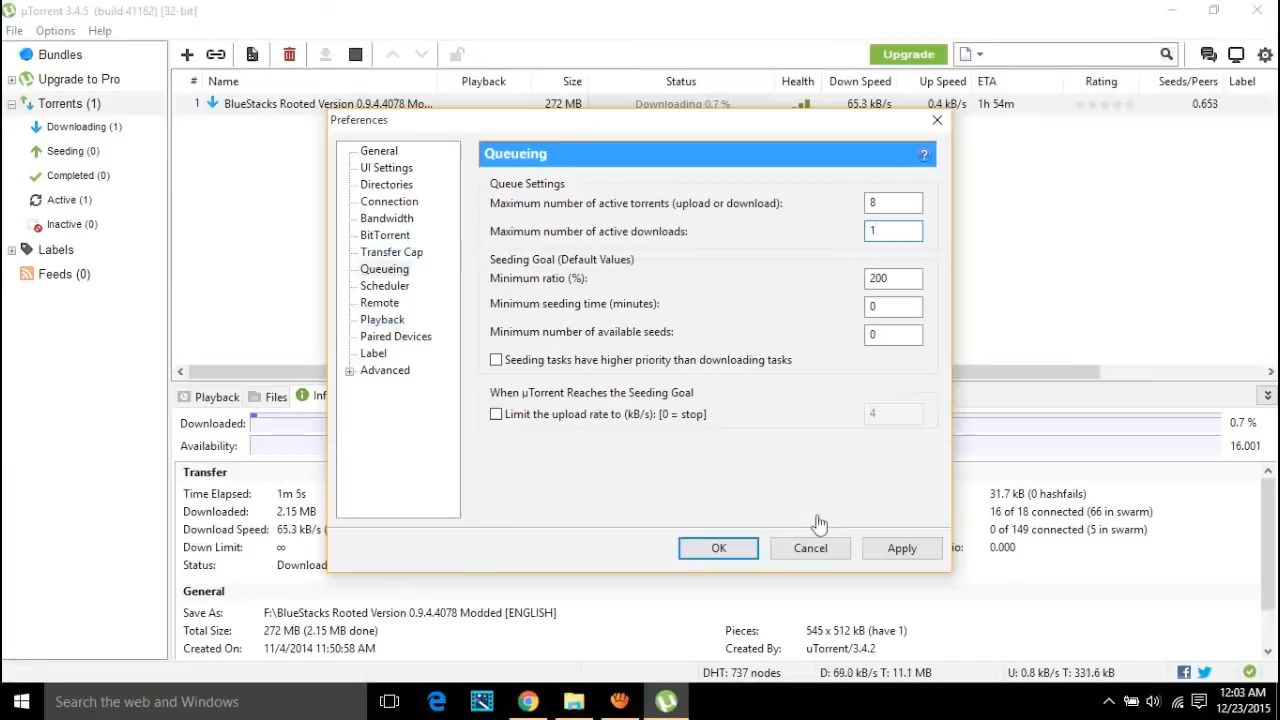 µTorrent 3.4.5 (build 41162) [32-bit]
File Options Help
Bundles
Upgrade to Pro
Torrents (1)
Downloading (1)
Seeding (0)
Completed (0)
Active (1)
Inactive (0)
Labels
Feeds (0)
Upgrade
# Name Playback Size Status Health Down Speed Up Speed ETA Rating Seeds/Peers Label
1 BlueStacks Rooted Version 0.9.4.4078 Mo... 272 MB Downloading 0.7 % 65.3 kB/s 0.4 kB/s 1h 54m 0.653
Preferences
General
UI Settings
Directories
Connection
Bandwidth
BitTorrent
Transfer Cap
Queueing
Scheduler
Remote
Playback
Paired Devices
Label
Advanced
Queueing
Queue Settings
Maximum number of active torrents (upload or download): 8
Maximum number of active downloads: 1
Seeding Goal (Default Values)
Minimum ratio (%): 200
Minimum seeding time (minutes): 0
Minimum number of available seeds: 0
Seeding tasks have higher priority than downloading tasks
When µTorrent Reaches the Seeding Goal
Limit the upload rate to (kB/s): [0 = stop] 4
OK Cancel Apply
Playback Files Inf
Downloaded: 0.7 %
Availability: 16.001
Transfer
Time Elapsed: 1m 5s 31.7 kB (0 hashfails)
Downloaded: 2.15 MB 16 of 18 connected (66 in swarm)
Download Speed: 65.3 kB/s ( 0 of 149 connected (5 in swarm)
Down Limit: ∞ io: 0.000
Status: Download
General
Save As: F:\BlueStacks Rooted Version 0.9.4.4078 Modded [ENGLISH]
Total Size: 272 MB (2.15 MB done) Pieces: 545 x 512 kB (have 1)
Created On: 11/4/2014 11:50:58 AM Created By: uTorrent/3.4.2
DHT: 737 nodes D: 69.0 kB/s T: 11.1 MB U: 0.8 kB/s T: 331.6 kB
Search the web and Windows
12:03 AM
12/23/2015